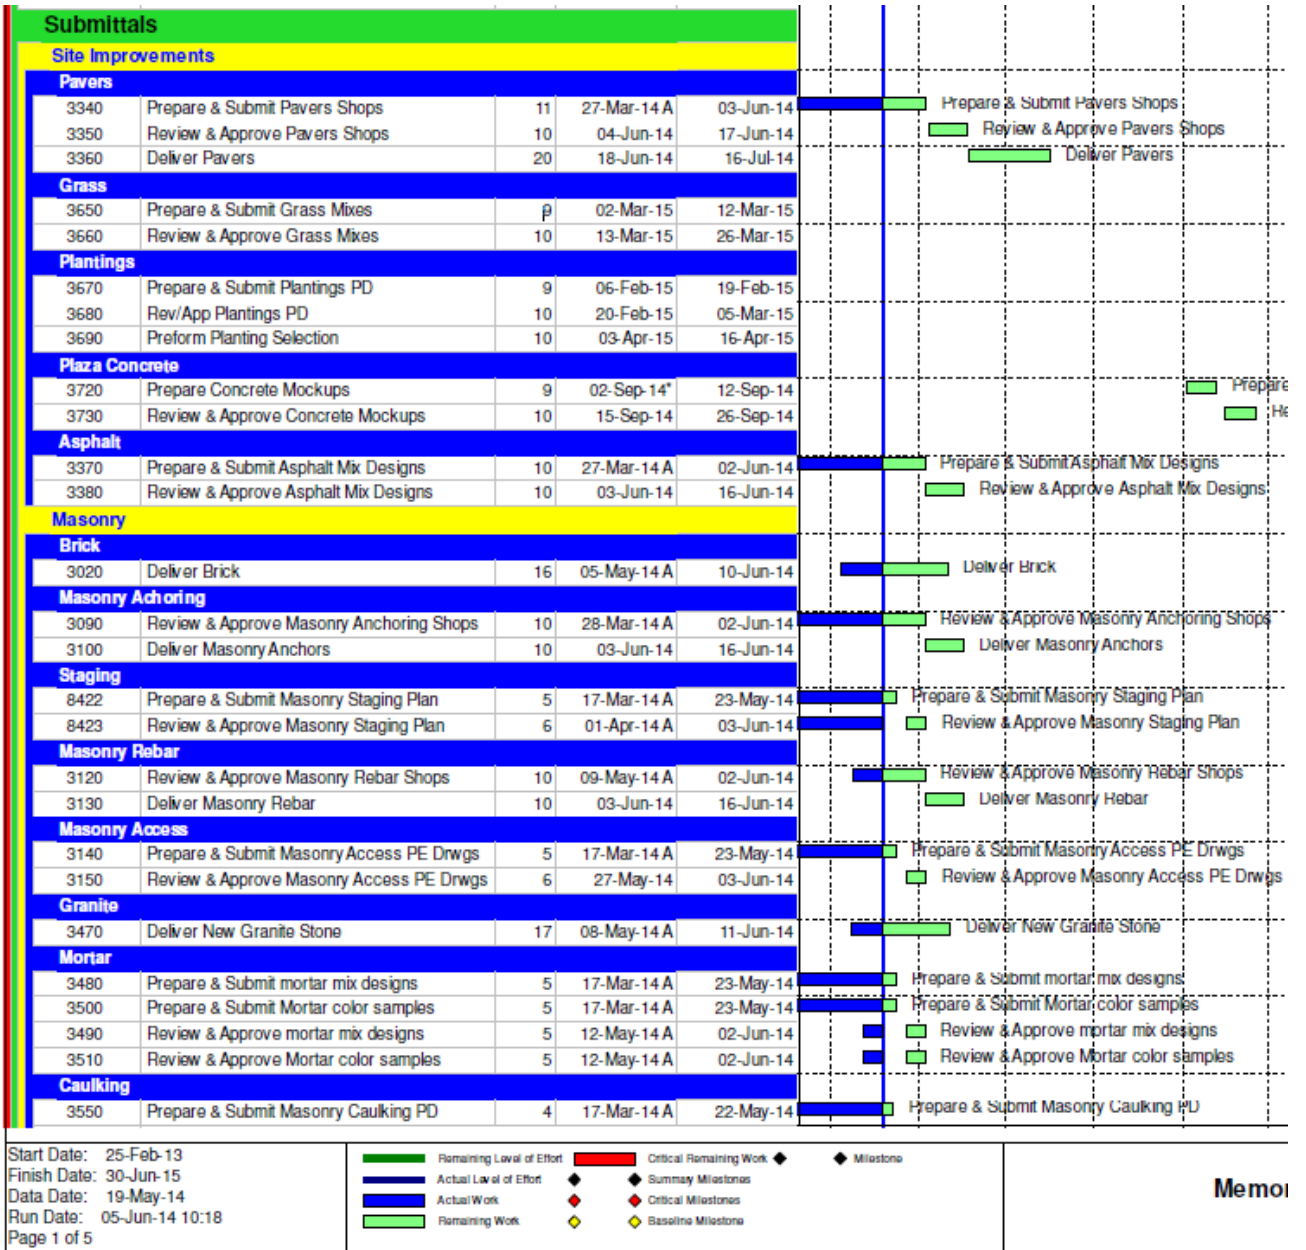 Submittals
Site Improvements
Pavers
3340 Prepare & Submit Pavers Shops 11 27-Mar-14 A 03-Jun-14 Prepare & Submit Pavers Shops
3350 Review & Approve Pavers Shops 10 04-Jun-14 17-Jun-14 Review & Approve Pavers Shops
3360 Deliver Pavers 20 18-Jun-14 16-Jul-14 Deliver Pavers
Grass
3650 Prepare & Submit Grass Mixes 9 02-Mar-15 12-Mar-15
3660 Review & Approve Grass Mixes 10 13-Mar-15 26-Mar-15
Plantings
3670 Prepare & Submit Plantings PD 9 06-Feb-15 19-Feb-15
3680 Rev/App Plantings PD 10 20-Feb-15 05-Mar-15
3690 Preform Planting Selection 10 03-Apr-15 16-Apr-15
Plaza Concrete
3720 Prepare Concrete Mockups 9 02-Sep-14* 12-Sep-14 Prepare
3730 Review & Approve Concrete Mockups 10 15-Sep-14 26-Sep-14
Asphalt
3370 Prepare & Submit Asphalt Mix Designs 10 27-Mar-14 A 02-Jun-14 Prepare & Submit Asphalt Mix Designs
3380 Review & Approve Asphalt Mix Designs 10 03-Jun-14 16-Jun-14 Review & Approve Asphalt Mix Designs
Masonry
Brick
3020 Deliver Brick 16 05-May-14 A 10-Jun-14 Deliver Brick
Masonry Achoring
3090 Review & Approve Masonry Anchoring Shops 10 28-Mar-14 A 02-Jun-14 Review & Approve Masonry Anchoring Shops
3100 Deliver Masonry Anchors 10 03-Jun-14 16-Jun-14 Deliver Masonry Anchors
Staging
8422 Prepare & Submit Masonry Staging Plan 5 17-Mar-14 A 23-May-14 Prepare & Submit Masonry Staging Plan
8423 Review & Approve Masonry Staging Plan 6 01-Apr-14 A 03-Jun-14 Review & Approve Masonry Staging Plan
Masonry Rebar
3120 Review & Approve Masonry Rebar Shops 10 09-May-14 A 02-Jun-14 Review & Approve Masonry Rebar Shops
3130 Deliver Masonry Rebar 10 03-Jun-14 16-Jun-14 Deliver Masonry Rebar
Masonry Access
3140 Prepare & Submit Masonry Access PE Drwgs 5 17-Mar-14 A 23-May-14 Prepare & Submit Masonry Access PE Drwgs
3150 Review & Approve Masonry Access PE Drwgs 6 27-May-14 03-Jun-14 Review & Approve Masonry Access PE Drwgs
Granite
3470 Deliver New Granite Stone 17 08-May-14 A 11-Jun-14 Deliver New Granite Stone
Mortar
3480 Prepare & Submit mortar mix designs 5 17-Mar-14 A 23-May-14 Prepare & Submit mortar mix designs
3500 Prepare & Submit Mortar color samples 5 17-Mar-14 A 23-May-14 Prepare & Submit Mortar color samples
3490 Review & Approve mortar mix designs 5 12-May-14 A 02-Jun-14 Review & Approve mortar mix designs
3510 Review & Approve Mortar color samples 5 12-May-14 A 02-Jun-14 Review & Approve Mortar color samples
Caulking
3550 Prepare & Submit Masonry Caulking PD 4 17-Mar-14 A 22-May-14 Prepare & Submit Masonry Caulking PD
Start Date: 25-Feb-13
Finish Date: 30-Jun-15
Data Date: 19-May-14
Run Date: 05-Jun-14 10:18
Page 1 of 5
Remaining Level of Effort Critical Remaining Work Milestone
Actual Level of Effort Summary Milestones
Actual Work Critical Milestones
Remaining Work Baseline Milestone
Memor